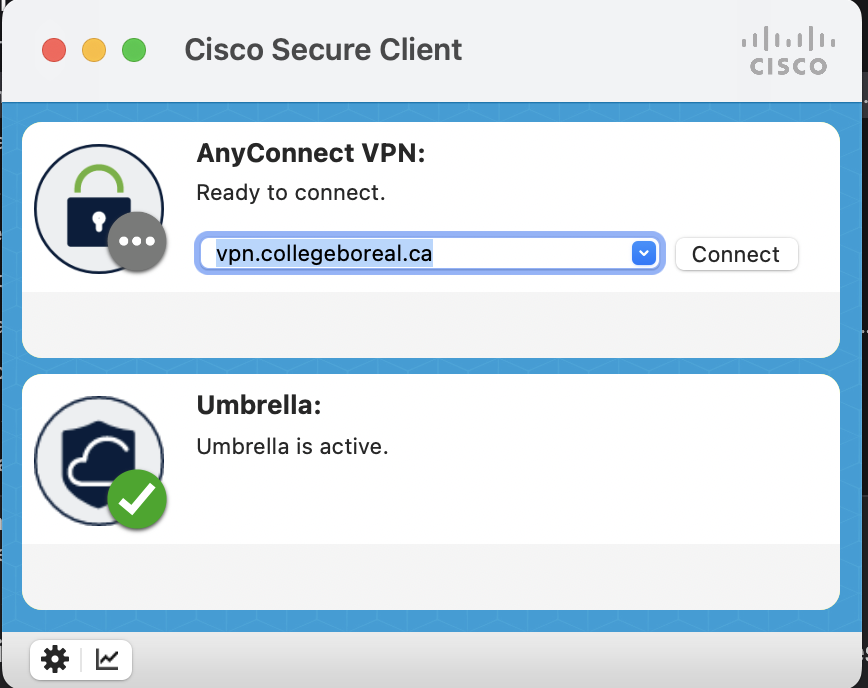 Cisco Secure Client
CISCO
AnyConnect VPN:
Ready to connect.
vpn.collegeboreal.ca
Connect
Umbrella:
Umbrella is active.